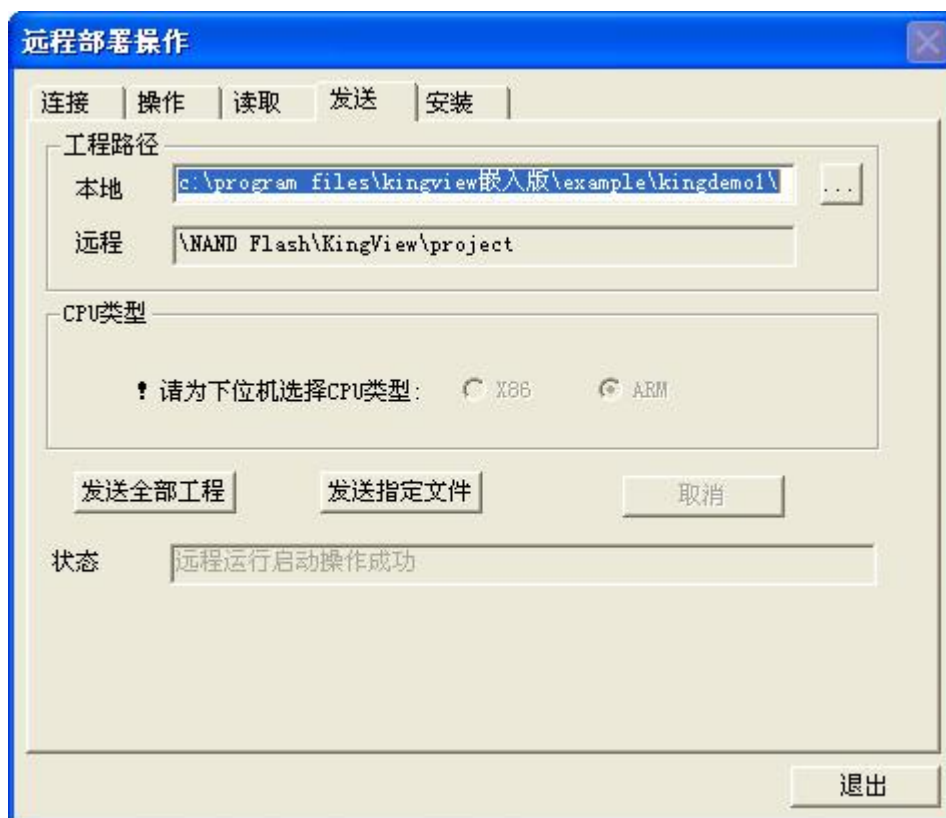 远程部署操作
连接 操作 读取 发送 安装
工程路径
本地 c:\program files\kingview嵌入版\example\kingdemo1\ ...
远程 \NAND Flash\KingView\project
CPU类型
! 请为下位机选择CPU类型: X86 ARM
发送全部工程 发送指定文件 取消
状态 远程运行启动操作成功
退出